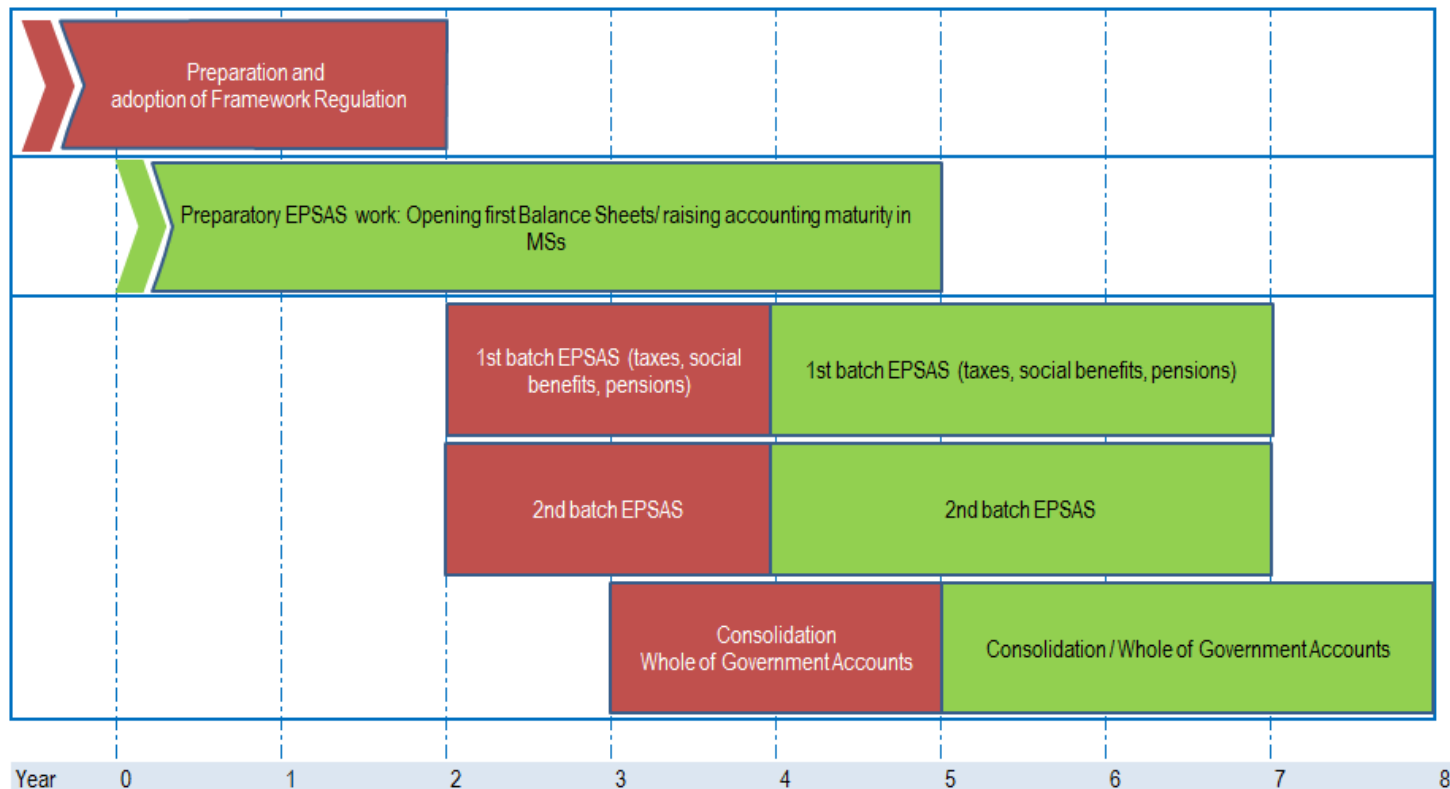 Preparation and
adoption of Framework Regulation
Preparatory EPSAS work: Opening first Balance Sheets/ raising accounting maturity in
MSs
1st batch EPSAS (taxes, social
benefits, pensions)
1st batch EPSAS (taxes, social benefits, pensions)
2nd batch EPSAS
2nd batch EPSAS
Consolidation
Whole of Government Accounts
Consolidation / Whole of Government Accounts
Year 0 1 2 3 4 5 6 7 8